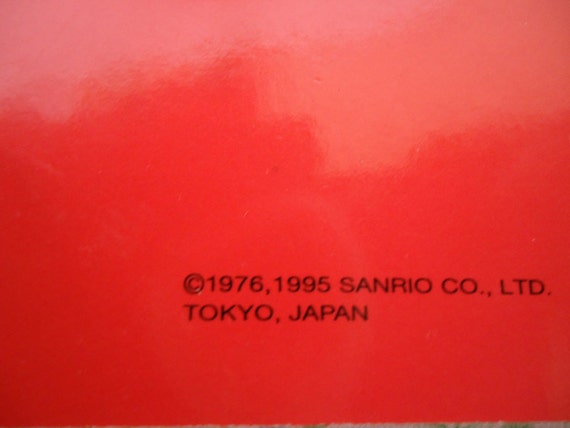 ©1976,1995 SANRIO CO., LTD.
TOKYO, JAPAN